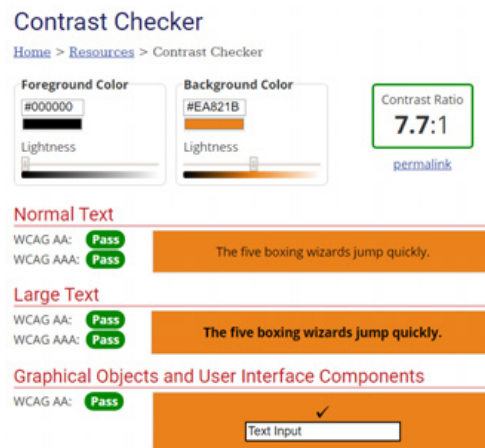 Contrast Checker
Home > Resources > Contrast Checker
Foreground Color
#000000
Lightness
Background Color
#EA821B
Lightness
Contrast Ratio
7.7:1
permalink
Normal Text
WCAG AA: Pass
WCAG AAA: Pass
The five boxing wizards jump quickly.
Large Text
WCAG AA: Pass
WCAG AAA: Pass
The five boxing wizards jump quickly.
Graphical Objects and User Interface Components
WCAG AA: Pass
✓
Text Input